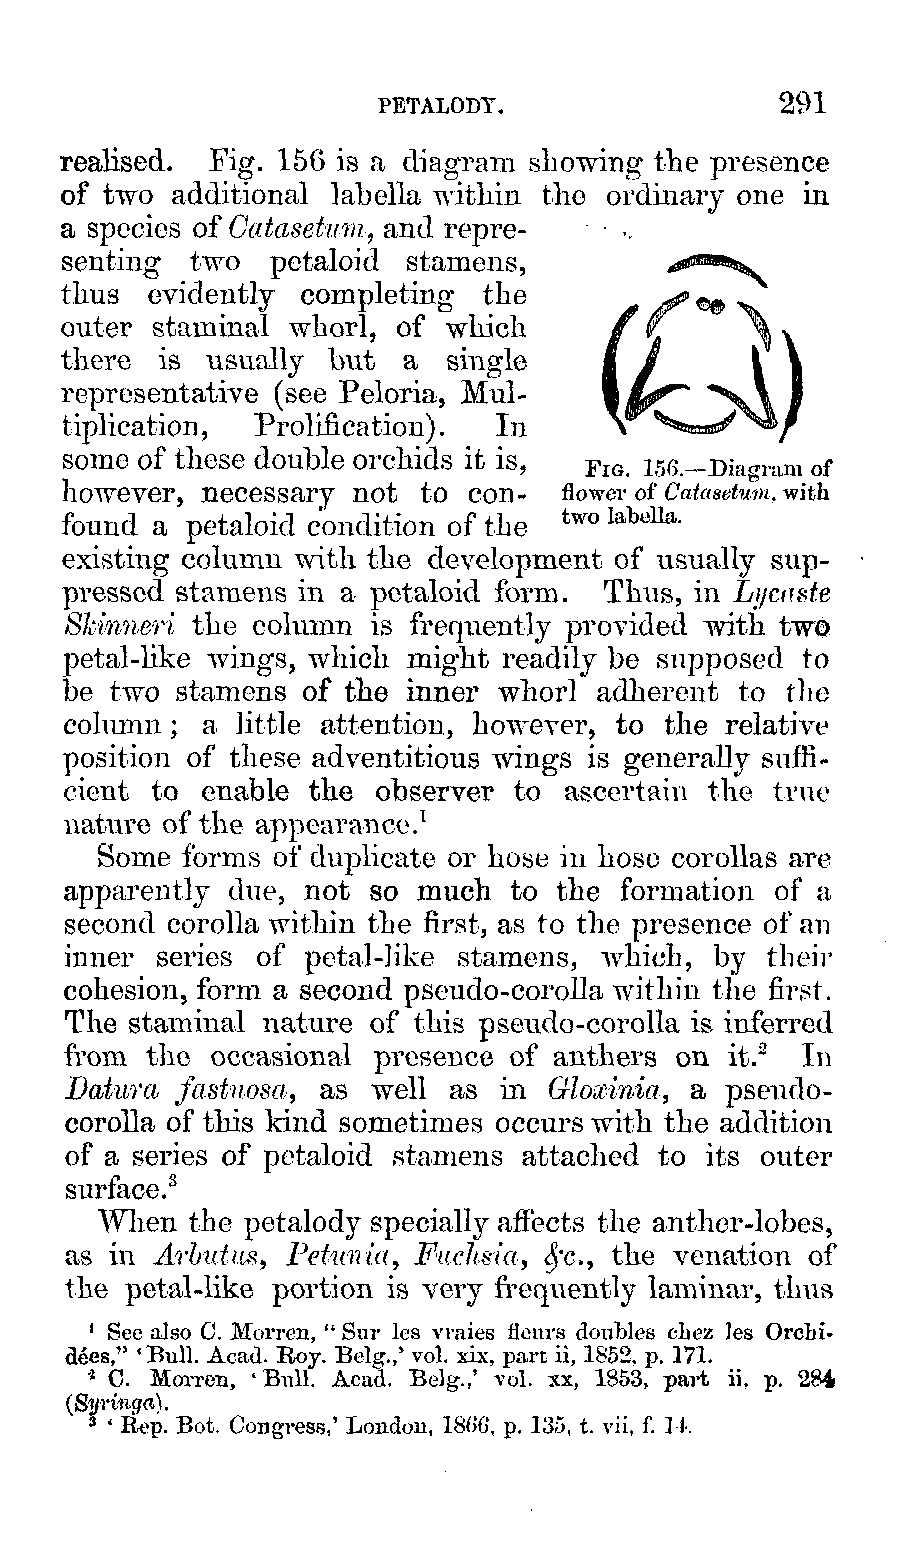 PETALODY. 291
realised. Fig. 156 is a diagram showing the presence
of two additional labella within the ordinary one in
a species of Catasetum, and repre-
senting two petaloid stamens,
thus evidently completing the
outer staminal whorl, of which
there is usually but a single
representative (see Peloria, Mul-
tiplication, Prolification). In
some of these double orchids it is,
however, necessary not to con-
found a petaloid condition of the
FIG. 156.—Diagram of
flower of Catasetum, with
two labella.
existing column with the development of usually sup-
pressed stamens in a petaloid form. Thus, in Lycaste
Skinneri the column is frequently provided with two
petal-like wings, which might readily be supposed to
be two stamens of the inner whorl adherent to the
column; a little attention, however, to the relative
position of these adventitious wings is generally suffi-
cient to enable the observer to ascertain the true
nature of the appearance.¹
Some forms of duplicate or hose in hose corollas are
apparently due, not so much to the formation of a
second corolla within the first, as to the presence of an
inner series of petal-like stamens, which, by their
cohesion, form a second pseudo-corolla within the first.
The staminal nature of this pseudo-corolla is inferred
from the occasional presence of anthers on it.² In
Datura fastuosa, as well as in Gloxinia, a pseudo-
corolla of this kind sometimes occurs with the addition
of a series of petaloid stamens attached to its outer
surface.³
When the petalody specially affects the anther-lobes,
as in Arbutus, Petunia, Fuchsia, &c., the venation of
the petal-like portion is very frequently laminar, thus
¹ See also C. Morren, "Sur les vraies fleurs doubles chez les Orchi-
dées," 'Bull. Acad. Roy. Belg.,' vol. xix, part ii, 1852, p. 171.
² C. Morren, 'Bull. Acad. Belg.,' vol. xx, 1853, part ii, p. 284
(Syringa).
³ 'Rep. Bot. Congress,' London, 1866, p. 135, t. vii, f. 14.